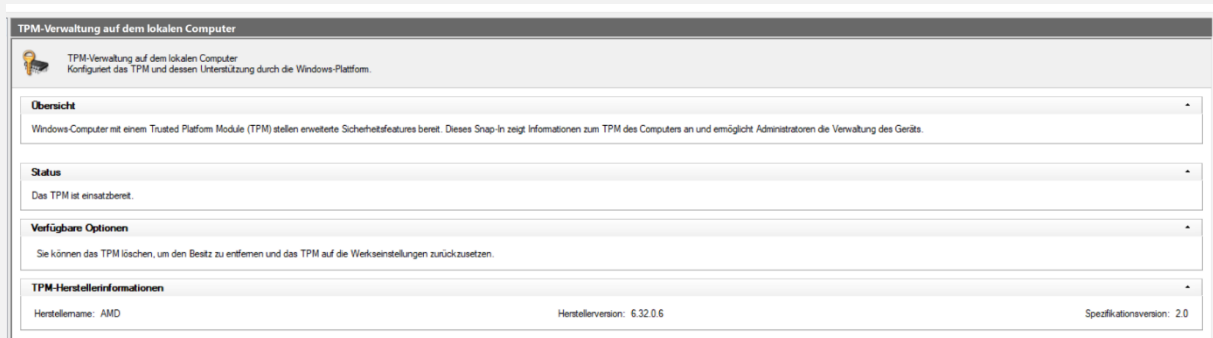 TPM-Verwaltung auf dem lokalen Computer
TPM-Verwaltung auf dem lokalen Computer
Konfiguriert das TPM und dessen Unterstützung durch die Windows-Plattform.
Übersicht
Windows-Computer mit einem Trusted Platform Module (TPM) stellen erweiterte Sicherheitsfeatures bereit. Dieses Snap-In zeigt Informationen zum TPM des Computers an und ermöglicht Administratoren die Verwaltung des Geräts.
Status
Das TPM ist einsatzbereit.
Verfügbare Optionen
Sie können das TPM löschen, um den Besitz zu entfernen und das TPM auf die Werkseinstellungen zurückzusetzen.
TPM-Herstellerinformationen
Herstellername: AMD Herstellerversion: 6.32.0.6 Spezifikationsversion: 2.0